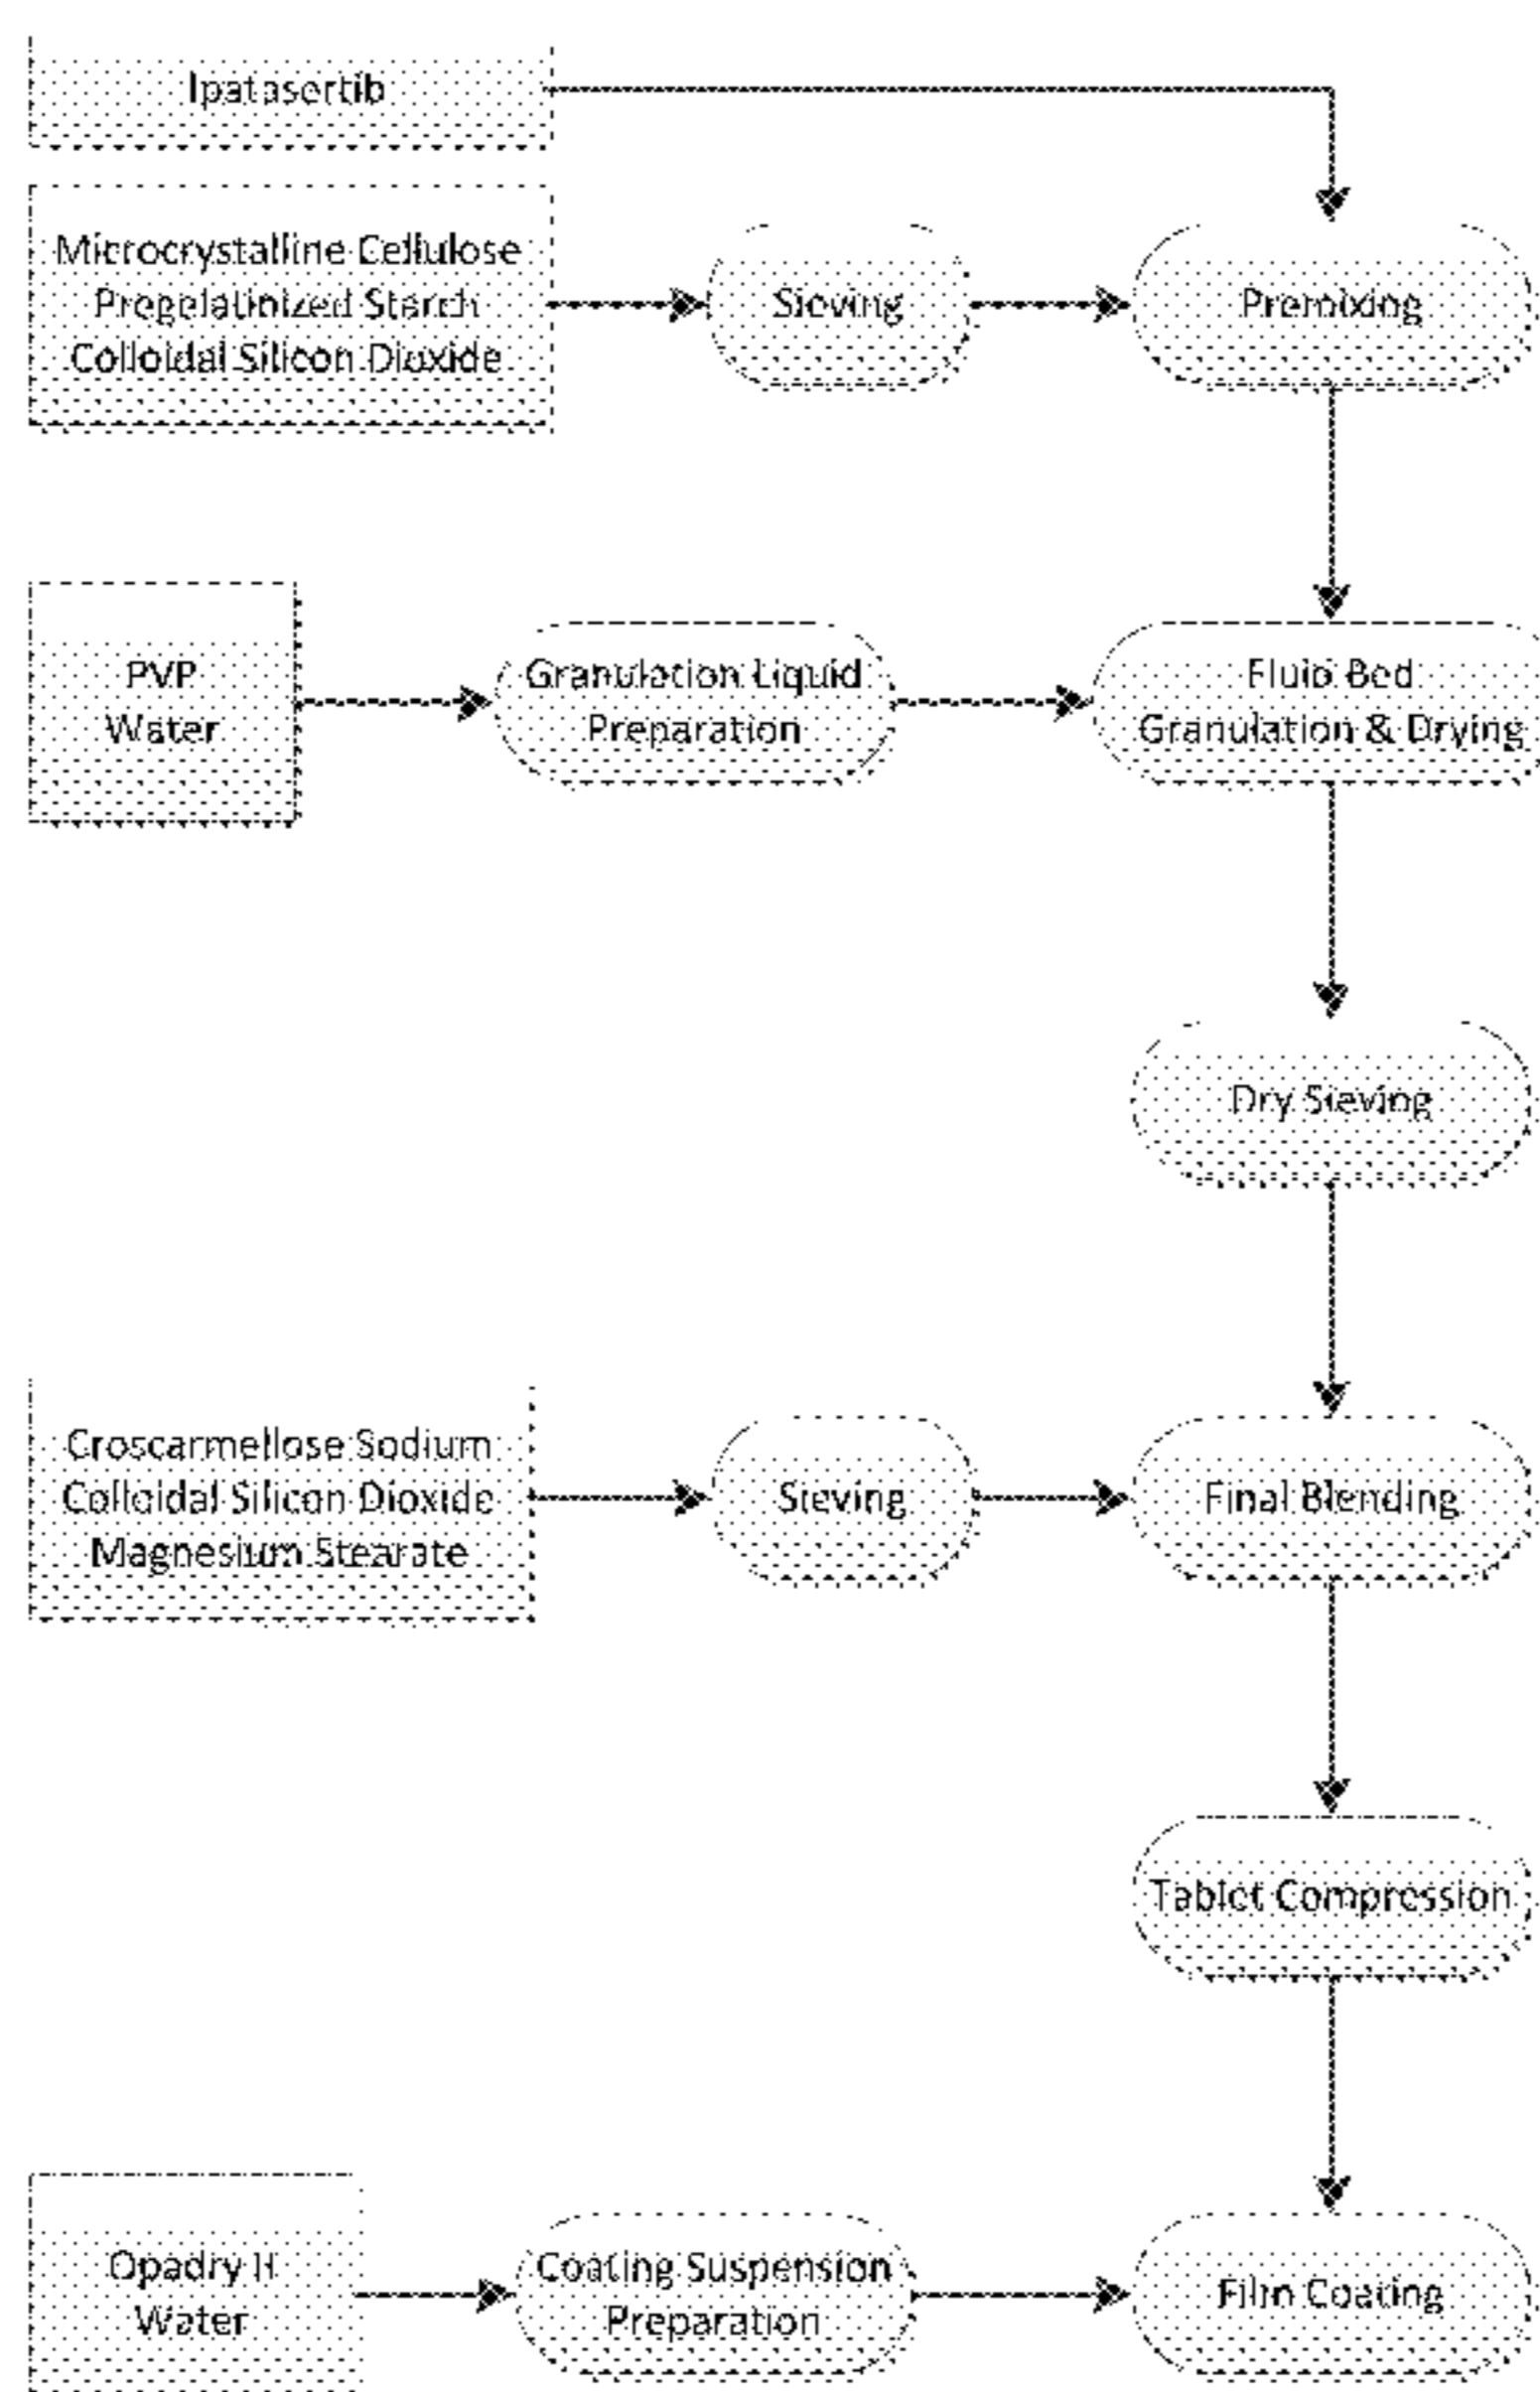 Ipatasertib
Microcrystalline Cellulose
Pregelatinized Starch
Colloidal Silicon Dioxide
Sieving
Premixing
PVP
Water
Granulation Liquid
Preparation
Fluid Bed
Granulation & Drying
Dry Sieving
Croscarmellose Sodium
Colloidal Silicon Dioxide
Magnesium Stearate
Sieving
Final Blending
Tablet Compression
Opadry II
Water
Coating Suspension
Preparation
Film Coating